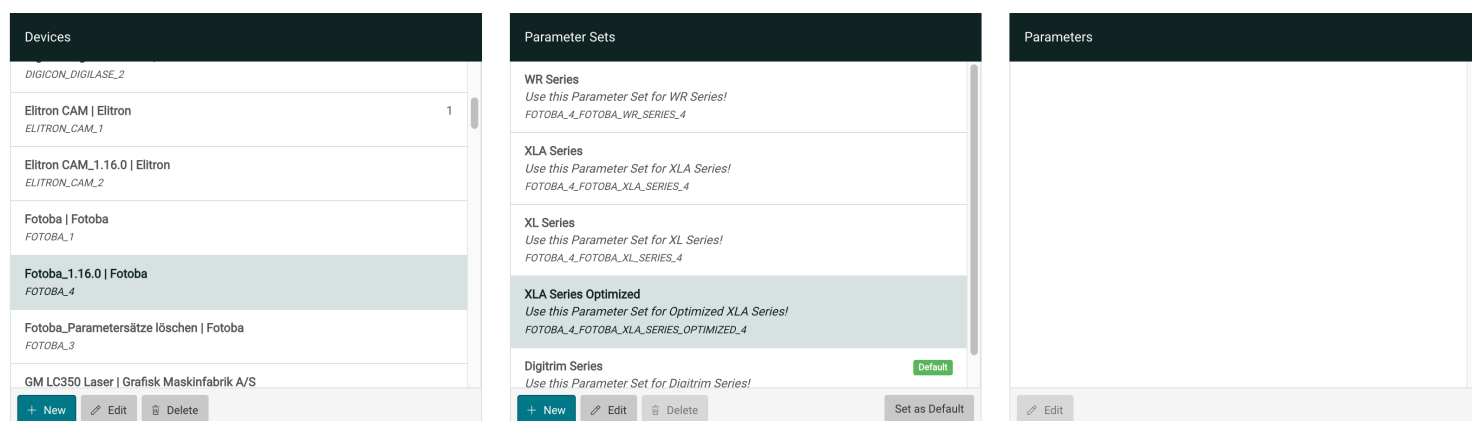 Devices
DIGICON_DIGILASE_2
Elitron CAM | Elitron
1
ELITRON_CAM_1
Elitron CAM_1.16.0 | Elitron
ELITRON_CAM_2
Fotoba | Fotoba
FOTOBA_1
Fotoba_1.16.0 | Fotoba
FOTOBA_4
Fotoba_Parametersätze löschen | Fotoba
FOTOBA_3
GM LC350 Laser | Grafisk Maskinfabrik A/S
+ New
Edit
Delete
Parameter Sets
WR Series
Use this Parameter Set for WR Series!
FOTOBA_4_FOTOBA_WR_SERIES_4
XLA Series
Use this Parameter Set for XLA Series!
FOTOBA_4_FOTOBA_XLA_SERIES_4
XL Series
Use this Parameter Set for XL Series!
FOTOBA_4_FOTOBA_XL_SERIES_4
XLA Series Optimized
Use this Parameter Set for Optimized XLA Series!
FOTOBA_4_FOTOBA_XLA_SERIES_OPTIMIZED_4
Digitrim Series
Default
Use this Parameter Set for Digitrim Series!
+ New
Edit
Delete
Set as Default
Parameters
Edit